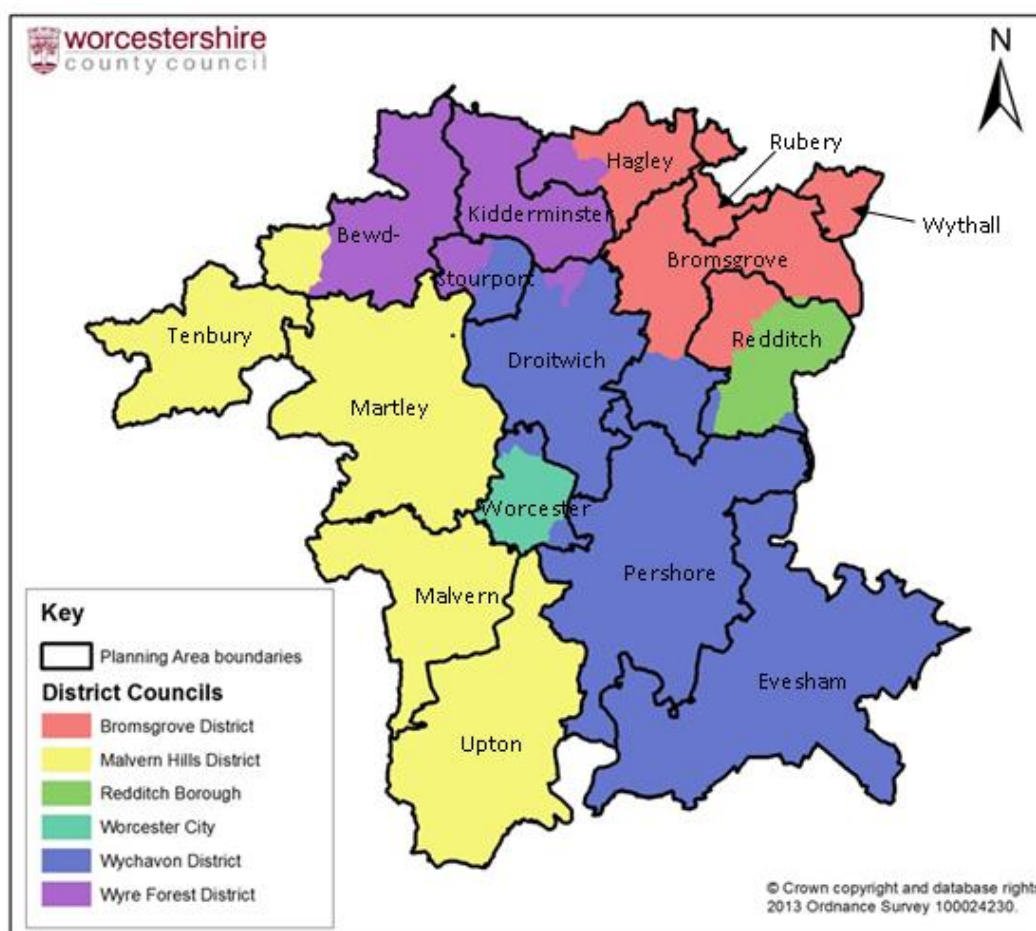 worcestershire
county council
N
Rubery
Hagley
Wythall
Kidderminster
Bewd-
Bromsgrove
Stourport
Tenbury
Redditch
Droitwich
Martley
Worcester
Pershore
Malvern
Evesham
Upton
Key
Planning Area boundaries
District Councils
Bromsgrove District
Malvern Hills District
Redditch Borough
Worcester City
Wychavon District
Wyre Forest District
© Crown copyright and database rights
2013 Ordnance Survey 100024230.